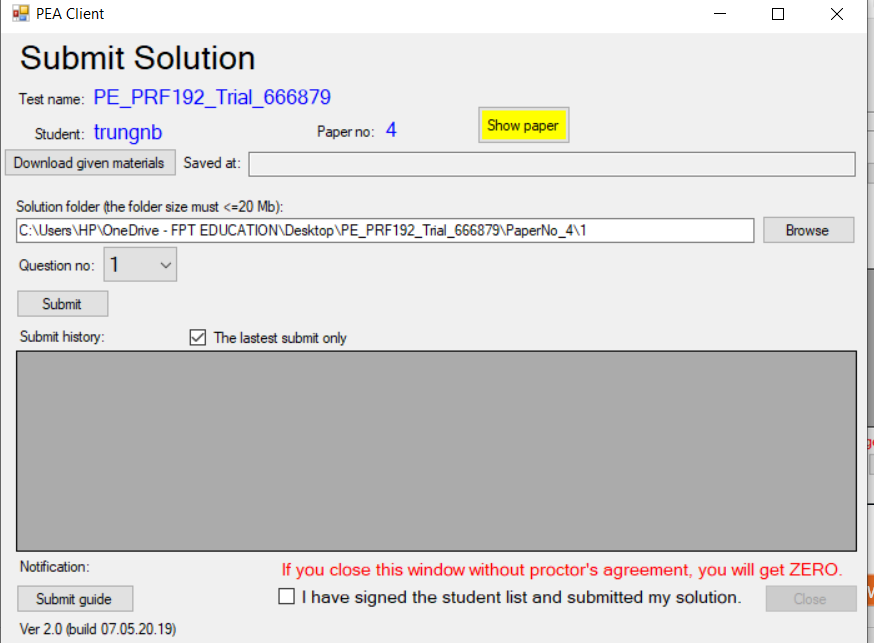 PEA Client
Submit Solution
Test name: PE_PRF192_Trial_666879
Student: trungnb
Paper no: 4
Show paper
Download given materials
Saved at:
Solution folder (the folder size must <=20 Mb):
C:\Users\HP\OneDrive - FPT EDUCATION\Desktop\PE_PRF192_Trial_666879\PaperNo_4\1
Browse
Question no: 1
Submit
Submit history:
The lastest submit only
Notification:
If you close this window without proctor's agreement, you will get ZERO.
Submit guide
I have signed the student list and submitted my solution.
Close
Ver 2.0 (build 07.05.20.19)